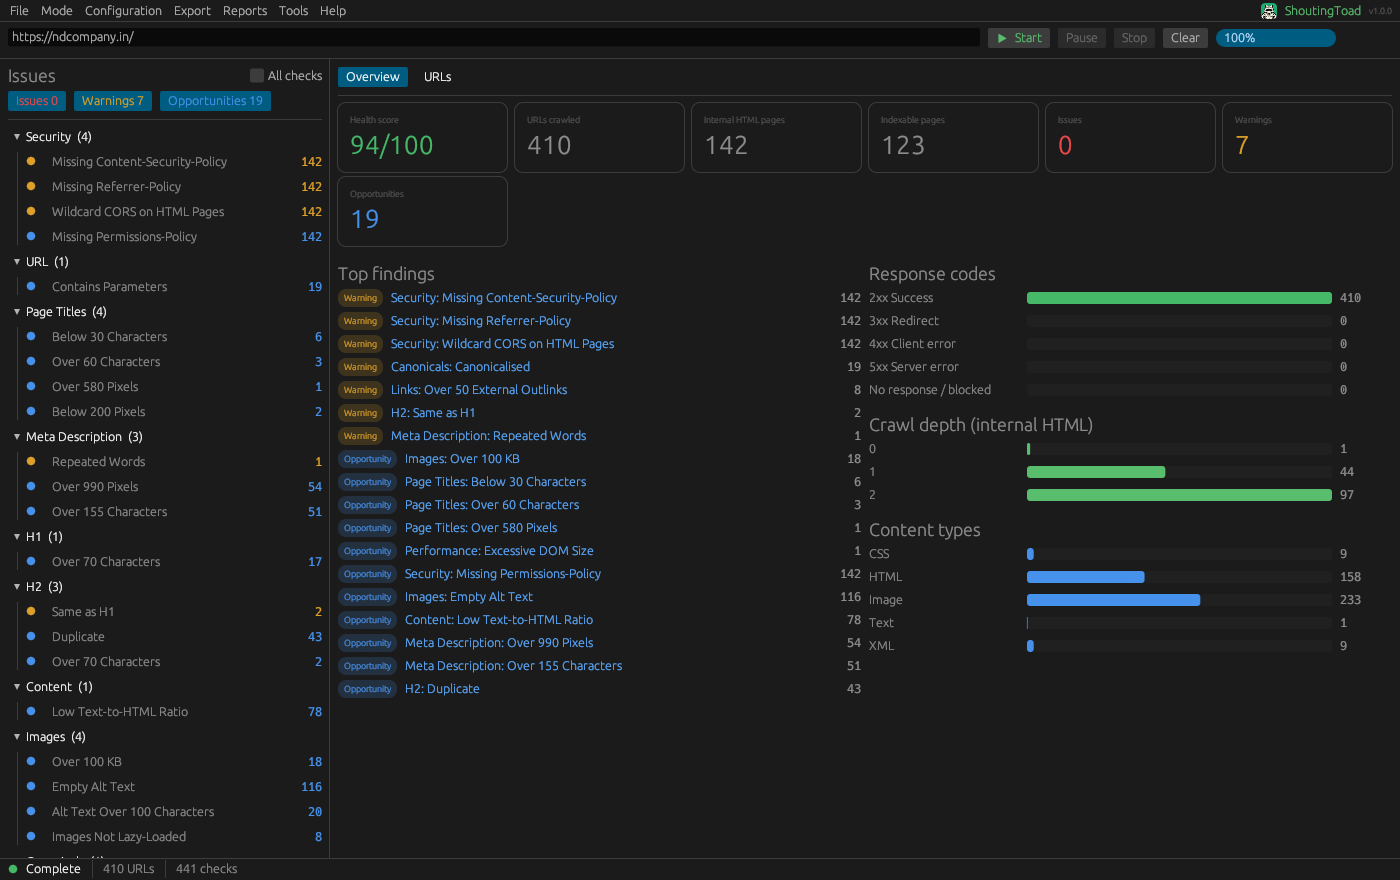 File Mode Configuration Export Reports Tools Help
ShoutingToad v1.0.0
https://ndcompany.in/
Start Pause Stop Clear 100%
Issues
All checks
Issues 0 Warnings 7 Opportunities 19
Security (4)
Missing Content-Security-Policy 142
Missing Referrer-Policy 142
Wildcard CORS on HTML Pages 142
Missing Permissions-Policy 142
URL (1)
Contains Parameters 19
Page Titles (4)
Below 30 Characters 6
Over 60 Characters 3
Over 580 Pixels 1
Below 200 Pixels 2
Meta Description (3)
Repeated Words 1
Over 990 Pixels 54
Over 155 Characters 51
H1 (1)
Over 70 Characters 17
H2 (3)
Same as H1 2
Duplicate 43
Over 70 Characters 2
Content (1)
Low Text-to-HTML Ratio 78
Images (4)
Over 100 KB 18
Empty Alt Text 116
Alt Text Over 100 Characters 20
Images Not Lazy-Loaded 8
Overview URLs
Health score
94/100
URLs crawled
410
Internal HTML pages
142
Indexable pages
123
Issues
0
Warnings
7
Opportunities
19
Top findings
Warning Security: Missing Content-Security-Policy 142
Warning Security: Missing Referrer-Policy 142
Warning Security: Wildcard CORS on HTML Pages 142
Warning Canonicals: Canonicalised 19
Warning Links: Over 50 External Outlinks 8
Warning H2: Same as H1 2
Warning Meta Description: Repeated Words 1
Opportunity Images: Over 100 KB 18
Opportunity Page Titles: Below 30 Characters 6
Opportunity Page Titles: Over 60 Characters 3
Opportunity Page Titles: Over 580 Pixels 1
Opportunity Performance: Excessive DOM Size 1
Opportunity Security: Missing Permissions-Policy 142
Opportunity Images: Empty Alt Text 116
Opportunity Content: Low Text-to-HTML Ratio 78
Opportunity Meta Description: Over 990 Pixels 54
Opportunity Meta Description: Over 155 Characters 51
Opportunity H2: Duplicate 43
Response codes
2xx Success 410
3xx Redirect 0
4xx Client error 0
5xx Server error 0
No response / blocked 0
Crawl depth (internal HTML)
0 1
1 44
2 97
Content types
CSS 9
HTML 158
Image 233
Text 1
XML 9
Complete 410 URLs 441 checks